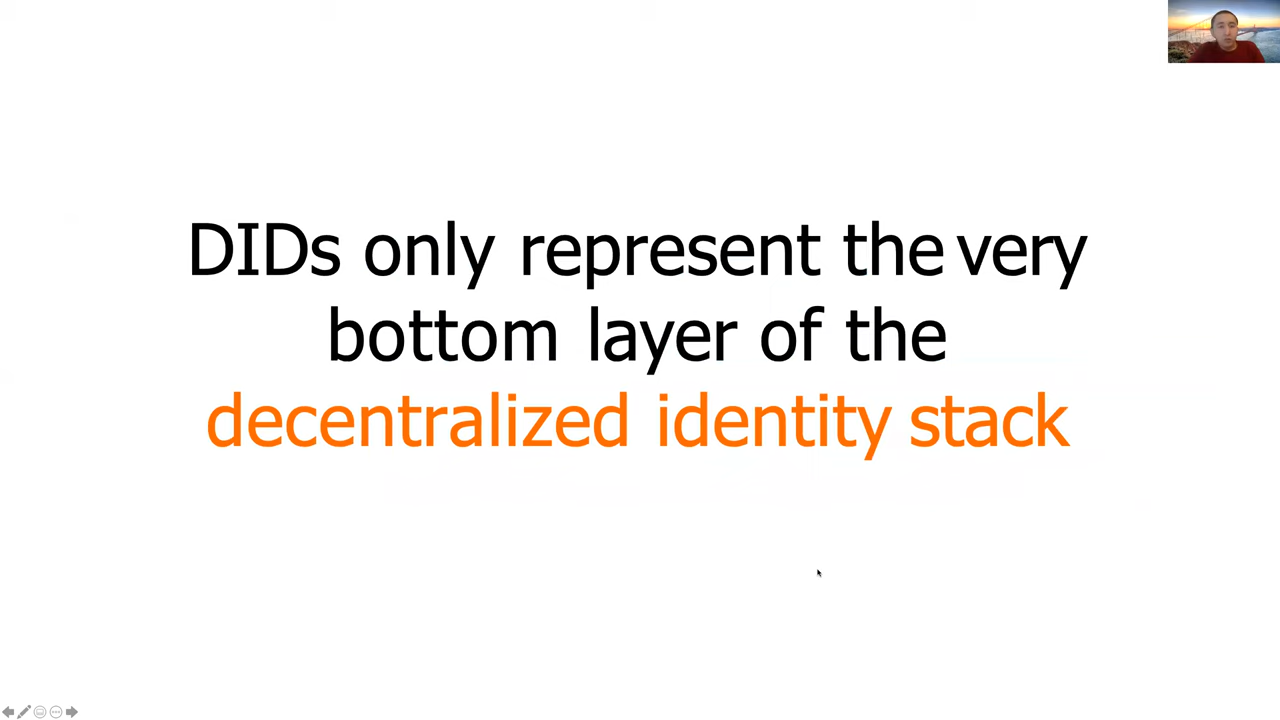 DIDs only represent the very
bottom layer of the
decentralized identity stack